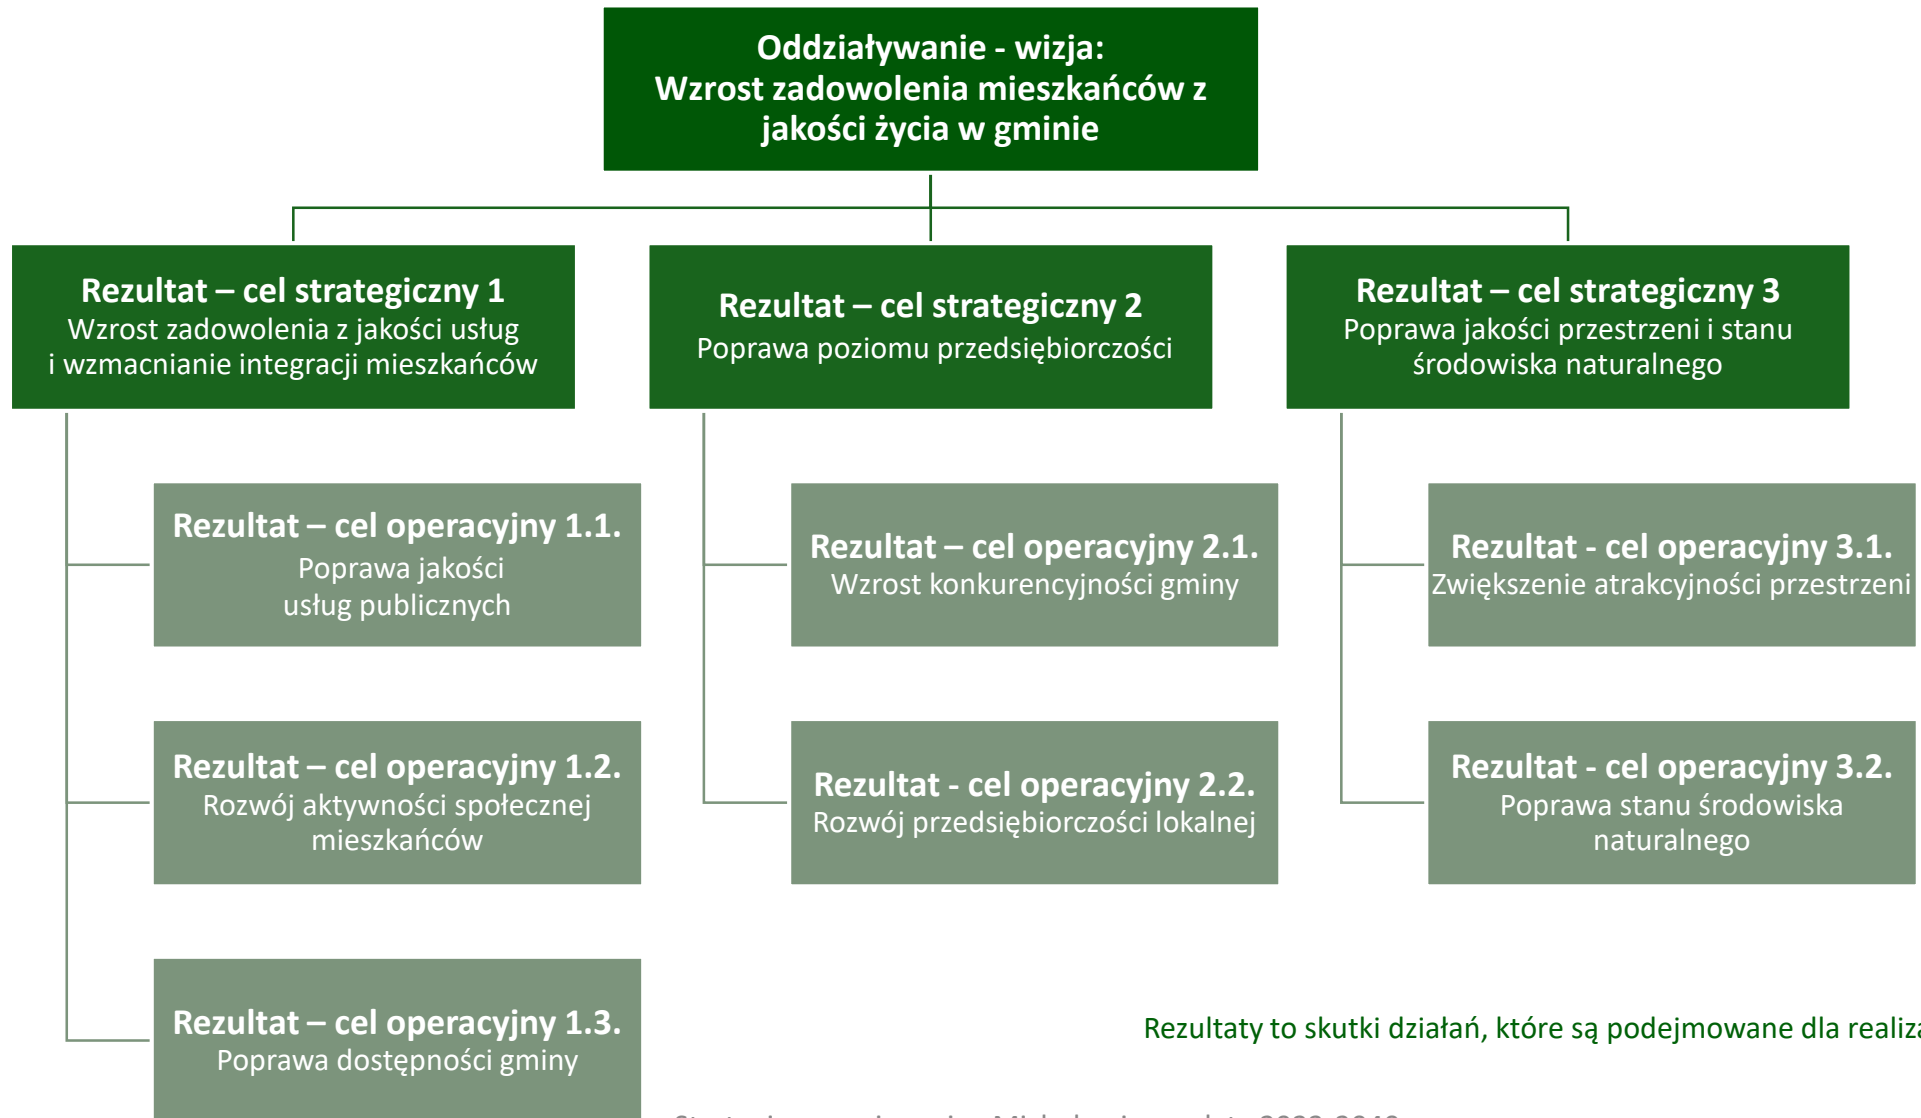 Oddziaływanie - wizja:
Wzrost zadowolenia mieszkańców z
jakości życia w gminie
Rezultat – cel strategiczny 1
Wzrost zadowolenia z jakości usług
i wzmacnianie integracji mieszkańców
Rezultat – cel strategiczny 2
Poprawa poziomu przedsiębiorczości
Rezultat – cel strategiczny 3
Poprawa jakości przestrzeni i stanu
środowiska naturalnego
Rezultat – cel operacyjny 1.1.
Poprawa jakości
usług publicznych
Rezultat – cel operacyjny 2.1.
Wzrost konkurencyjności gminy
Rezultat - cel operacyjny 3.1.
Zwiększenie atrakcyjności przestrzeni
Rezultat – cel operacyjny 1.2.
Rozwój aktywności społecznej
mieszkańców
Rezultat - cel operacyjny 2.2.
Rozwój przedsiębiorczości lokalnej
Rezultat - cel operacyjny 3.2.
Poprawa stanu środowiska
naturalnego
Rezultat – cel operacyjny 1.3.
Poprawa dostępności gminy
Rezultaty to skutki działań, które są podejmowane dla